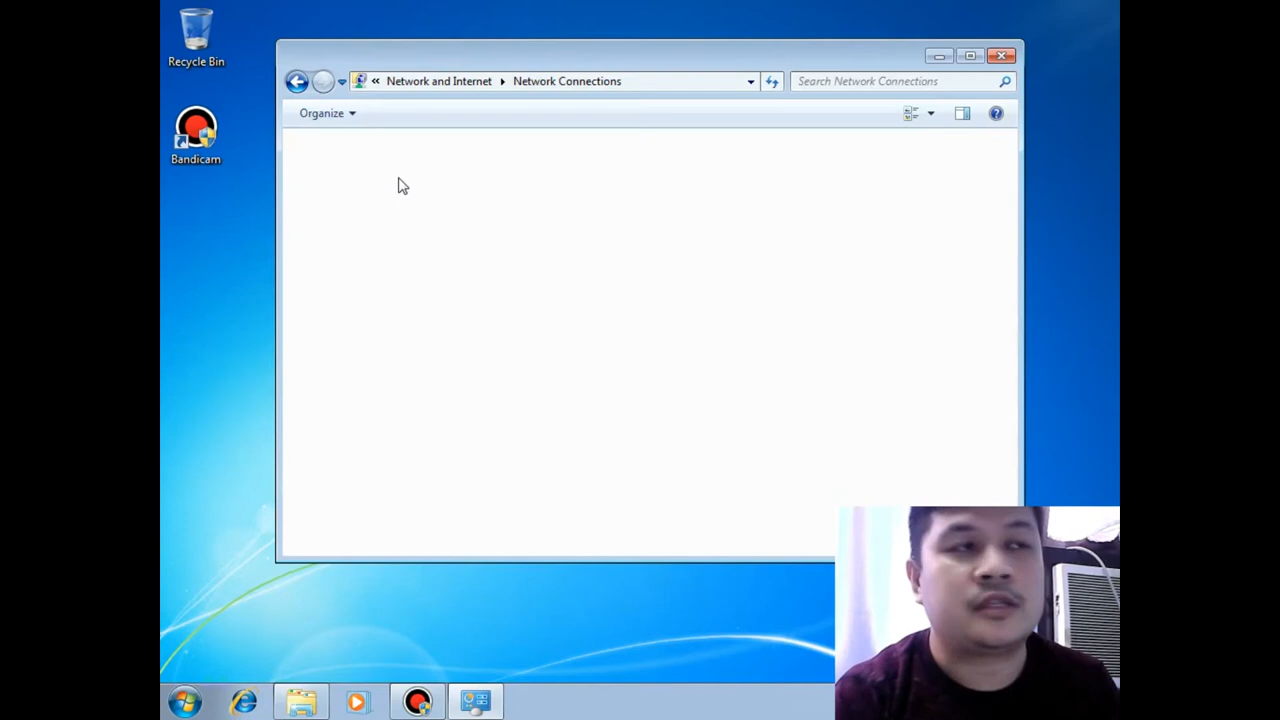 Recycle Bin
Bandicam
« Network and Internet Network Connections
Search Network Connections
Organize